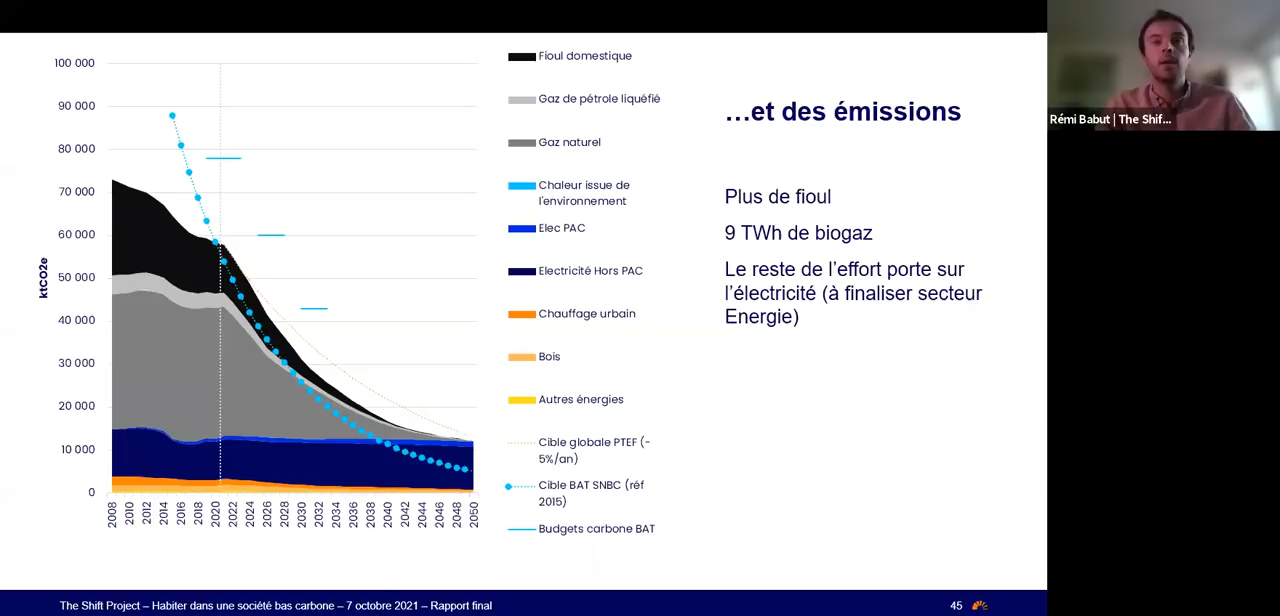 100 000
90 000
80 000
70 000
60 000
50 000
40 000
30 000
20 000
10 000
0
ktCO2e
2008
2010
2012
2014
2016
2018
2020
2022
2024
2026
2028
2030
2032
2034
2036
2038
2040
2042
2044
2046
2048
2050
Fioul domestique
Gaz de pétrole liquéfié
Gaz naturel
Chaleur issue de
l'environnement
Elec PAC
Electricité Hors PAC
Chauffage urbain
Bois
Autres énergies
Cible globale PTEF (-
5%/an)
Cible BAT SNBC (réf
2015)
Budgets carbone BAT
…et des émissions
Plus de fioul
9 TWh de biogaz
Le reste de l’effort porte sur
l’électricité (à finaliser secteur
Energie)
Rémi Babut | The Shif...
The Shift Project – Habiter dans une société bas carbone – 7 octobre 2021 – Rapport final
45